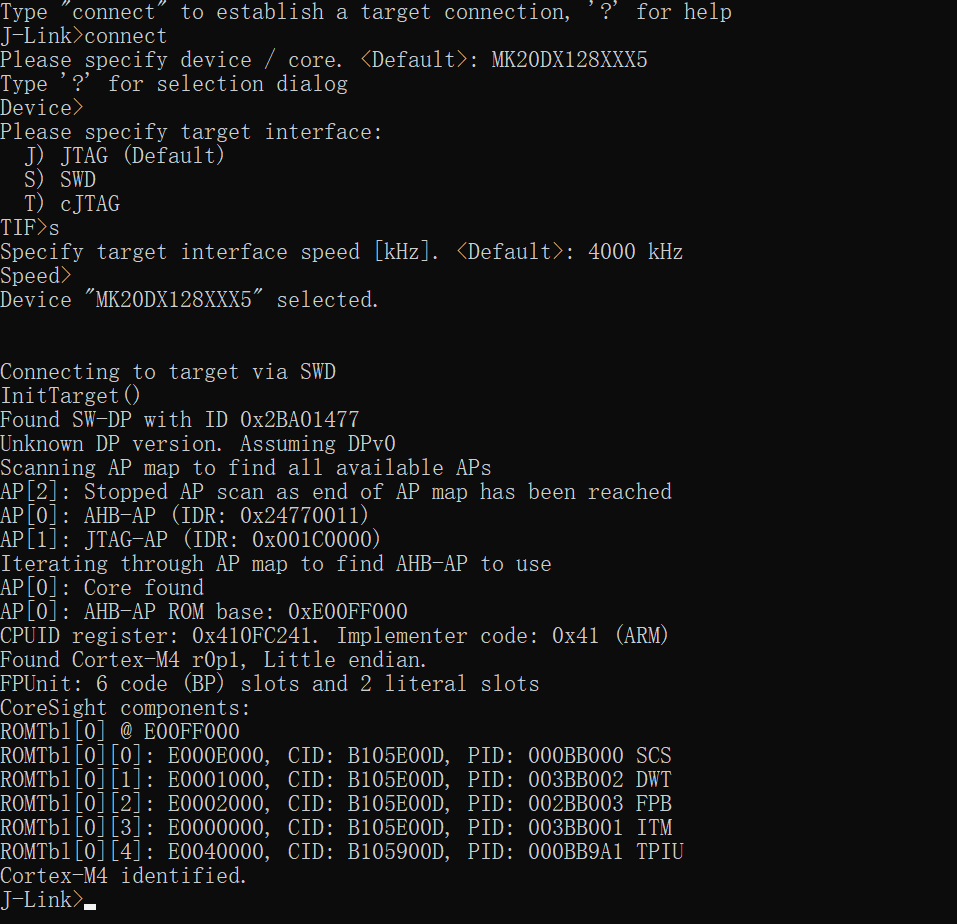 Type "connect" to establish a target connection, '?' for help
J-Link>connect
Please specify device / core. <Default>: MK20DX128XXX5
Type '?' for selection dialog
Device>
Please specify target interface:
  J) JTAG (Default)
  S) SWD
  T) cJTAG
TIF>s
Specify target interface speed [kHz]. <Default>: 4000 kHz
Speed>
Device "MK20DX128XXX5" selected.
Connecting to target via SWD
InitTarget()
Found SW-DP with ID 0x2BA01477
Unknown DP version. Assuming DPv0
Scanning AP map to find all available APs
AP[2]: Stopped AP scan as end of AP map has been reached
AP[0]: AHB-AP (IDR: 0x24770011)
AP[1]: JTAG-AP (IDR: 0x001C0000)
Iterating through AP map to find AHB-AP to use
AP[0]: Core found
AP[0]: AHB-AP ROM base: 0xE00FF000
CPUID register: 0x410FC241. Implementer code: 0x41 (ARM)
Found Cortex-M4 r0p1, Little endian.
FPUnit: 6 code (BP) slots and 2 literal slots
CoreSight components:
ROMTbl[0] @ E00FF000
ROMTbl[0][0]: E000E000, CID: B105E00D, PID: 000BB000 SCS
ROMTbl[0][1]: E0001000, CID: B105E00D, PID: 003BB002 DWT
ROMTbl[0][2]: E0002000, CID: B105E00D, PID: 002BB003 FPB
ROMTbl[0][3]: E0000000, CID: B105E00D, PID: 003BB001 ITM
ROMTbl[0][4]: E0040000, CID: B105900D, PID: 000BB9A1 TPIU
Cortex-M4 identified.
J-Link>